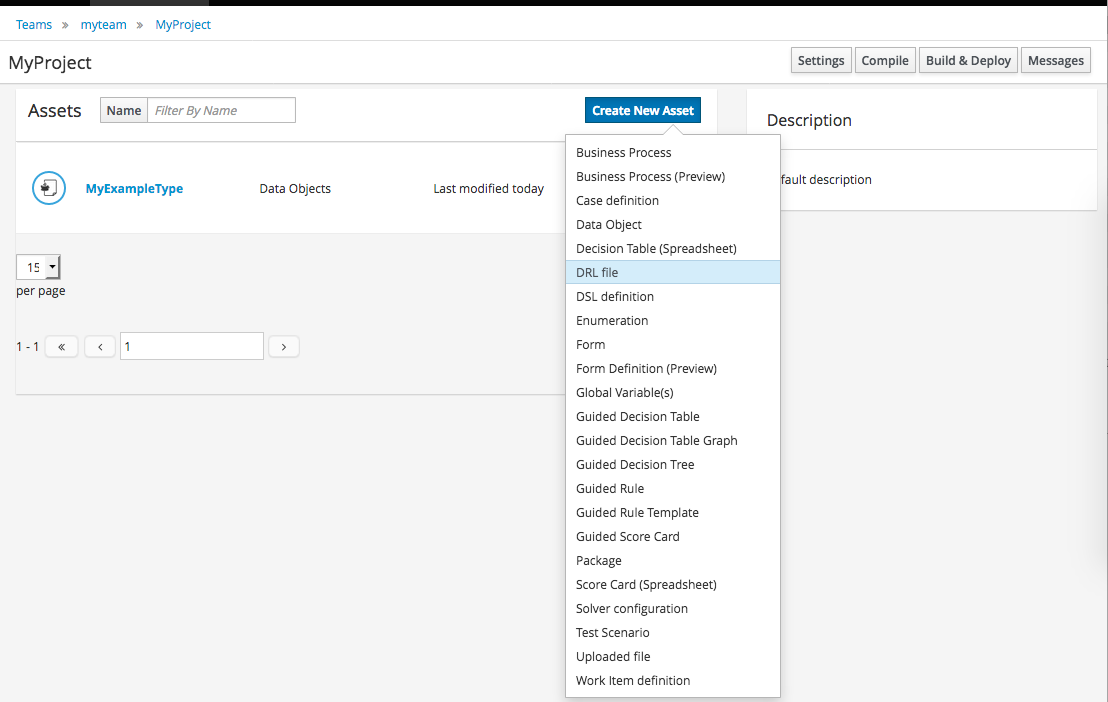 Teams » myteam » MyProject
MyProject
Settings
Compile
Build & Deploy
Messages
Assets
Name
Filter By Name
Create New Asset
Description
MyExampleType
Data Objects
Last modified today
fault description
15
per page
1 - 1
«
‹
1
›
Business Process
Business Process (Preview)
Case definition
Data Object
Decision Table (Spreadsheet)
DRL file
DSL definition
Enumeration
Form
Form Definition (Preview)
Global Variable(s)
Guided Decision Table
Guided Decision Table Graph
Guided Decision Tree
Guided Rule
Guided Rule Template
Guided Score Card
Package
Score Card (Spreadsheet)
Solver configuration
Test Scenario
Uploaded file
Work Item definition